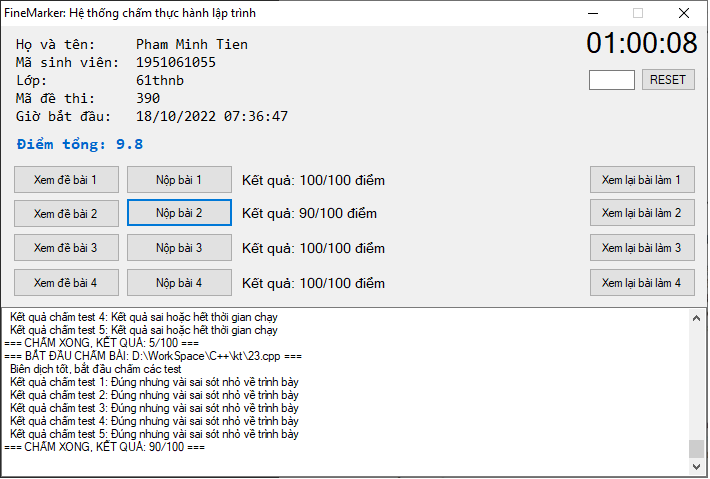 FineMarker: Hệ thống chấm thực hành lập trình
01:00:08
Họ và tên: Pham Minh Tien
Mã sinh viên: 1951061055
Lớp: 61thnb
Mã đề thi: 390
Giờ bắt đầu: 18/10/2022 07:36:47
RESET
Điểm tổng: 9.8
Xem đề bài 1 Nộp bài 1 Kết quả: 100/100 điểm Xem lại bài làm 1
Xem đề bài 2 Nộp bài 2 Kết quả: 90/100 điểm Xem lại bài làm 2
Xem đề bài 3 Nộp bài 3 Kết quả: 100/100 điểm Xem lại bài làm 3
Xem đề bài 4 Nộp bài 4 Kết quả: 100/100 điểm Xem lại bài làm 4
Kết quả chấm test 4: Kết quả sai hoặc hết thời gian chạy
Kết quả chấm test 5: Kết quả sai hoặc hết thời gian chạy
=== CHẤM XONG, KẾT QUẢ: 5/100 ===
=== BẮT ĐẦU CHẤM BÀI: D:\WorkSpace\C++\kt\23.cpp ===
Biên dịch tốt, bắt đầu chấm các test
Kết quả chấm test 1: Đúng nhưng vài sai sót nhỏ về trình bày
Kết quả chấm test 2: Đúng nhưng vài sai sót nhỏ về trình bày
Kết quả chấm test 3: Đúng nhưng vài sai sót nhỏ về trình bày
Kết quả chấm test 4: Đúng nhưng vài sai sót nhỏ về trình bày
Kết quả chấm test 5: Đúng nhưng vài sai sót nhỏ về trình bày
=== CHẤM XONG, KẾT QUẢ: 90/100 ===